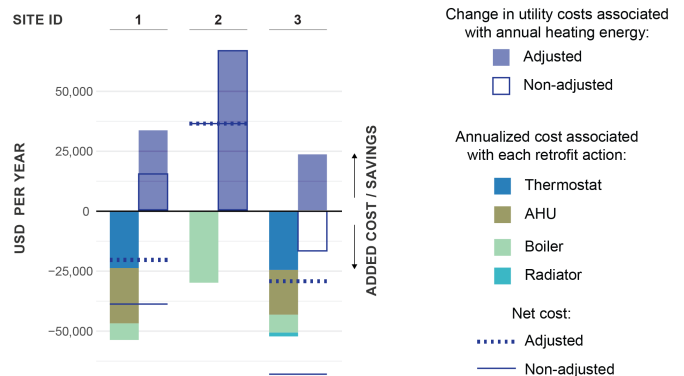 SITE ID 1 2 3
USD PER YEAR
50,000
25,000
0
−25,000
−50,000
ADDED COST / SAVINGS
Change in utility costs associated
with annual heating energy:
Adjusted
Non-adjusted
Annualized cost associated
with each retrofit action:
Thermostat
AHU
Boiler
Radiator
Net cost:
Adjusted
Non-adjusted